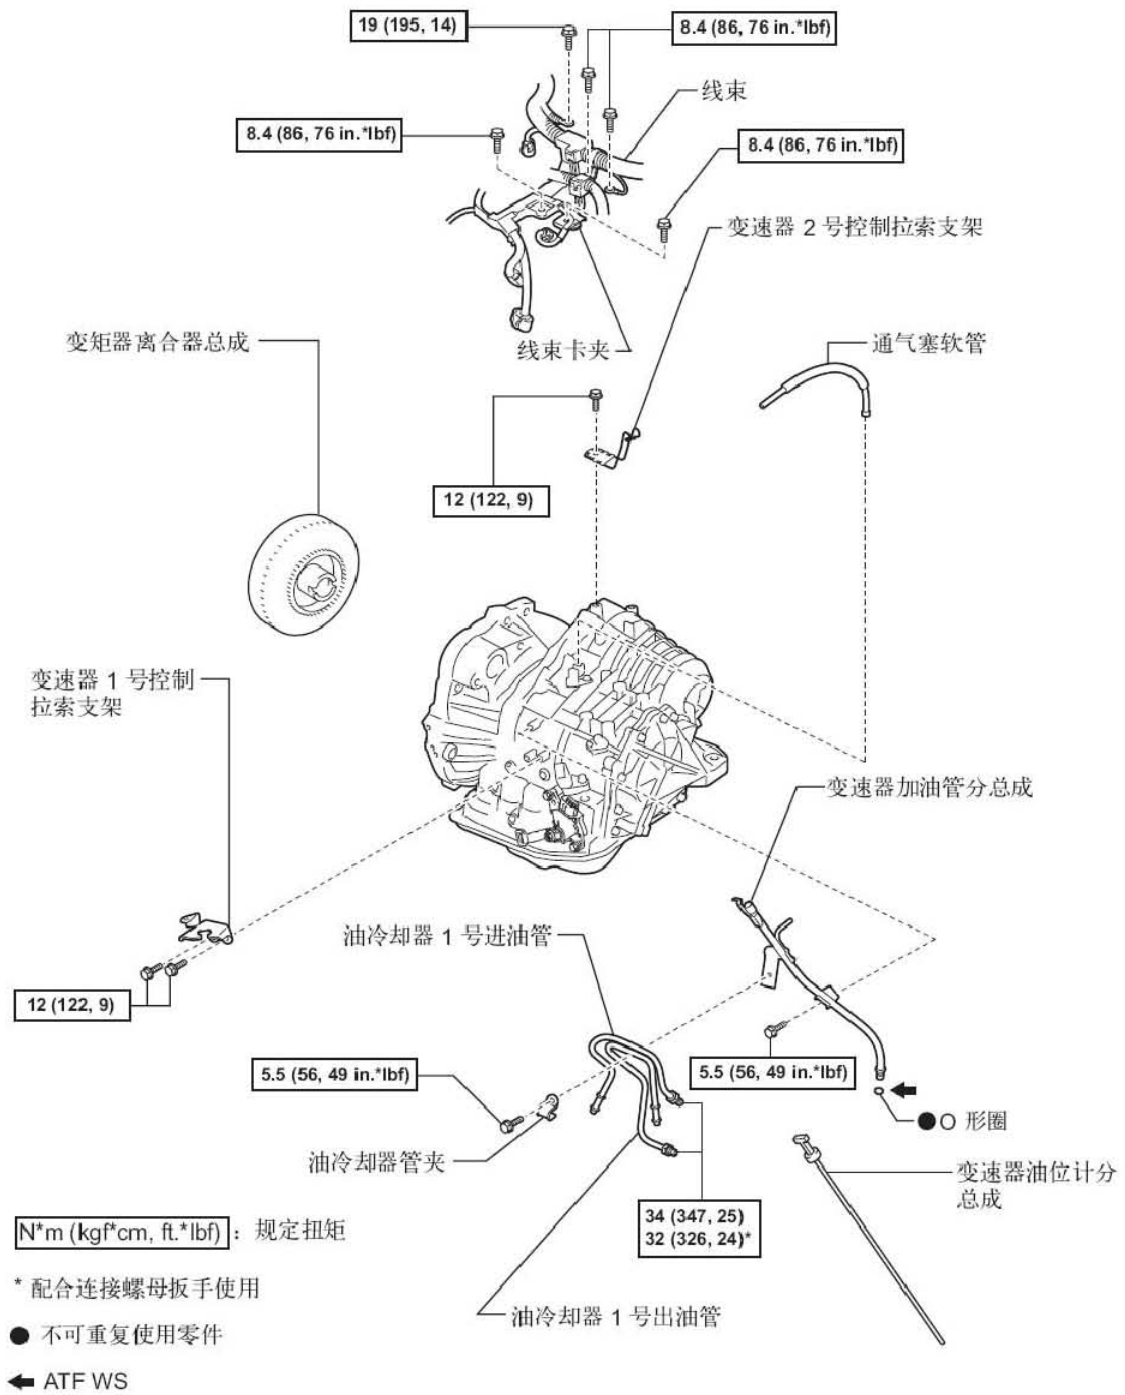 19 (195, 14)
8.4 (86, 76 in.*lbf)
线束
8.4 (86, 76 in.*lbf)
8.4 (86, 76 in.*lbf)
变速器 2 号控制拉索支架
变矩器离合器总成
线束卡夹
通气塞软管
12 (122, 9)
变速器 1 号控制
拉索支架
变速器加油管分总成
油冷却器 1 号进油管
12 (122, 9)
5.5 (56, 49 in.*lbf)
5.5 (56, 49 in.*lbf)
●O 形圈
油冷却器管夹
变速器油位计分
总成
34 (347, 25)
32 (326, 24)*
N*m (kgf*cm, ft.*lbf) : 规定扭矩
* 配合连接螺母扳手使用
油冷却器 1 号出油管
● 不可重复使用零件
ATF WS